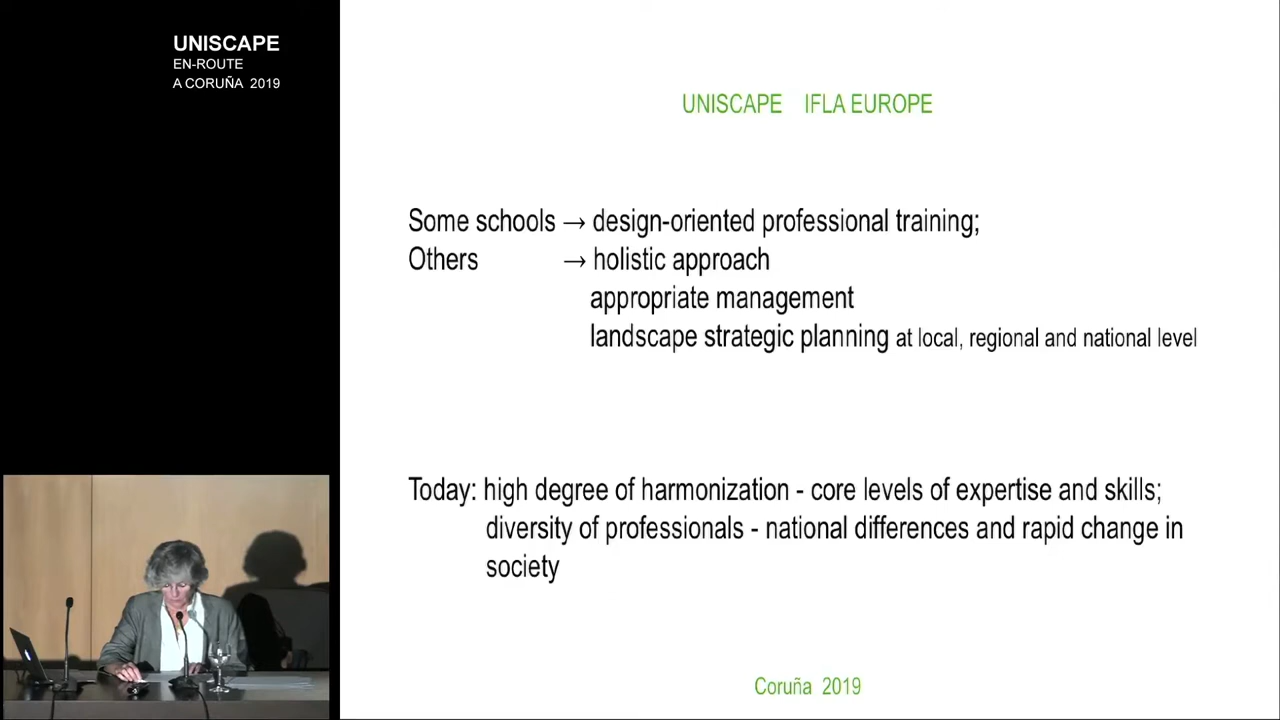 UNISCAPE
EN-ROUTE
A CORUÑA 2019
UNISCAPE IFLA EUROPE
Some schools → design-oriented professional training;
Others → holistic approach
appropriate management
landscape strategic planning at local, regional and national level
Today: high degree of harmonization - core levels of expertise and skills;
diversity of professionals - national differences and rapid change in
society
Coruña 2019